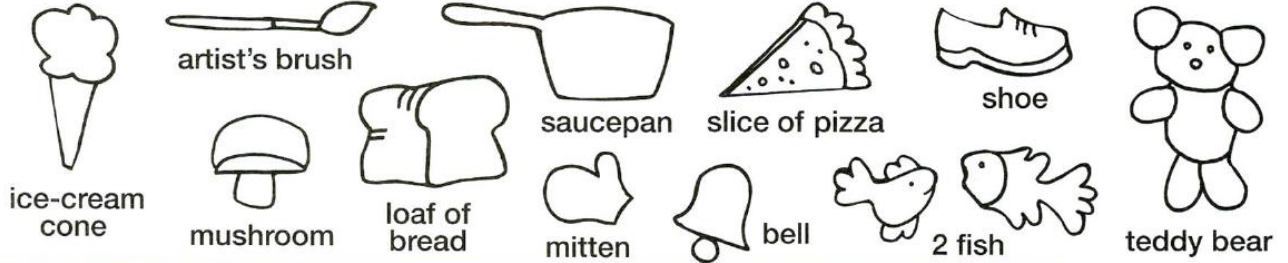 artist's brush
saucepan
slice of pizza
shoe
ice-cream
cone
mushroom
loaf of
bread
mitten
bell
2 fish
teddy bear